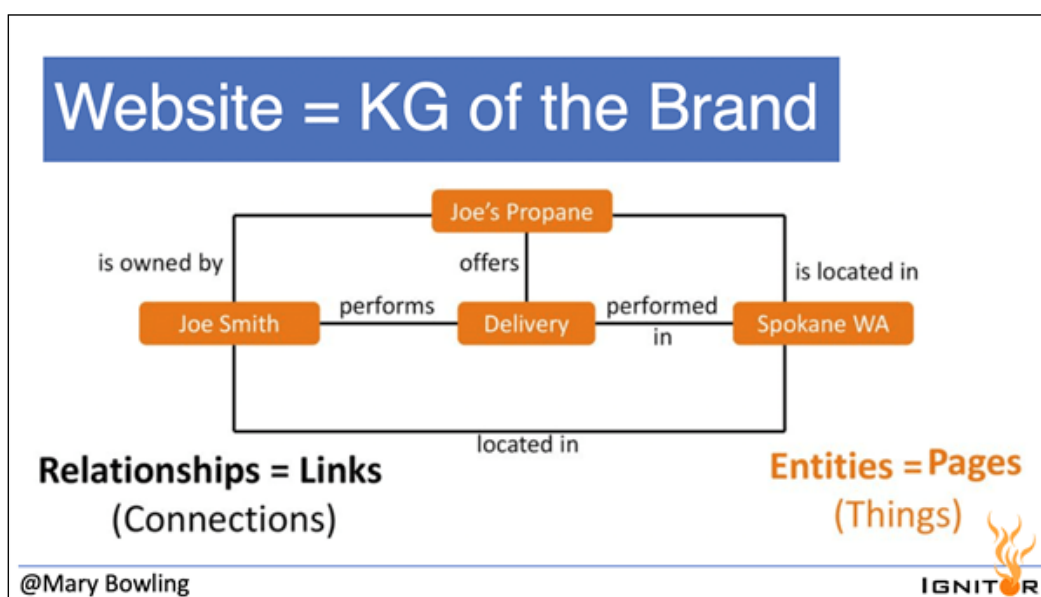 Website = KG of the Brand
Joe's Propane
is owned by
offers
is located in
Joe Smith
performs
Delivery
performed
in
Spokane WA
located in
Relationships = Links
(Connections)
Entities = Pages
(Things)
@Mary Bowling
IGNITOR